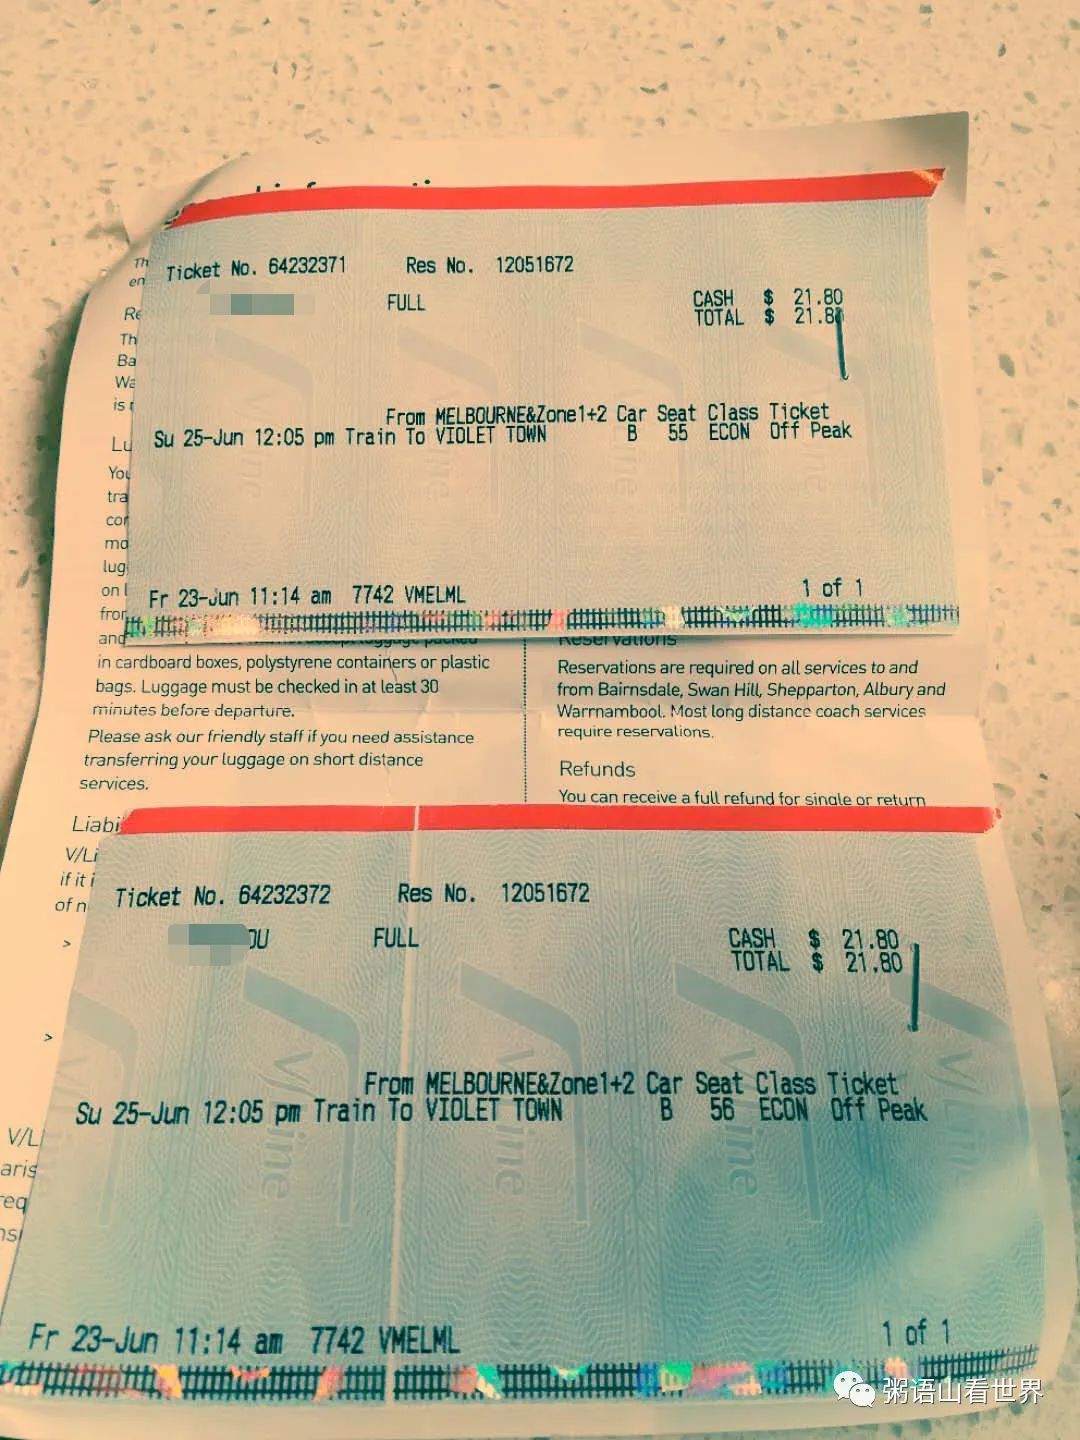 Ticket No. 64232371 Res No. 12051672
FULL
CASH $ 21.80
TOTAL $ 21.80
From MELBOURNE&Zone1+2 Car Seat Class Ticket
Su 25-Jun 12:05 pm Train To VIOLET TOWN B 55 ECON Off Peak
Fr 23-Jun 11:14 am 7742 VMELML 1 of 1
in cardboard boxes, polystyrene containers or plastic
bags. Luggage must be checked in at least 30
minutes before departure.
Please ask our friendly staff if you need assistance
transferring your luggage on short distance
services.
Reservations
Reservations are required on all services to and
from Bairnsdale, Swan Hill, Shepparton, Albury and
Warrnambool. Most long distance coach services
require reservations.
Refunds
You can receive a full refund for single or return
Ticket No. 64232372 Res No. 12051672
OU FULL
CASH $ 21.80
TOTAL $ 21.80
From MELBOURNE&Zone1+2 Car Seat Class Ticket
Su 25-Jun 12:05 pm Train To VIOLET TOWN B 56 ECON Off Peak
V/Line
Fr 23-Jun 11:14 am 7742 VMELML 1 of 1
粥语山看世界